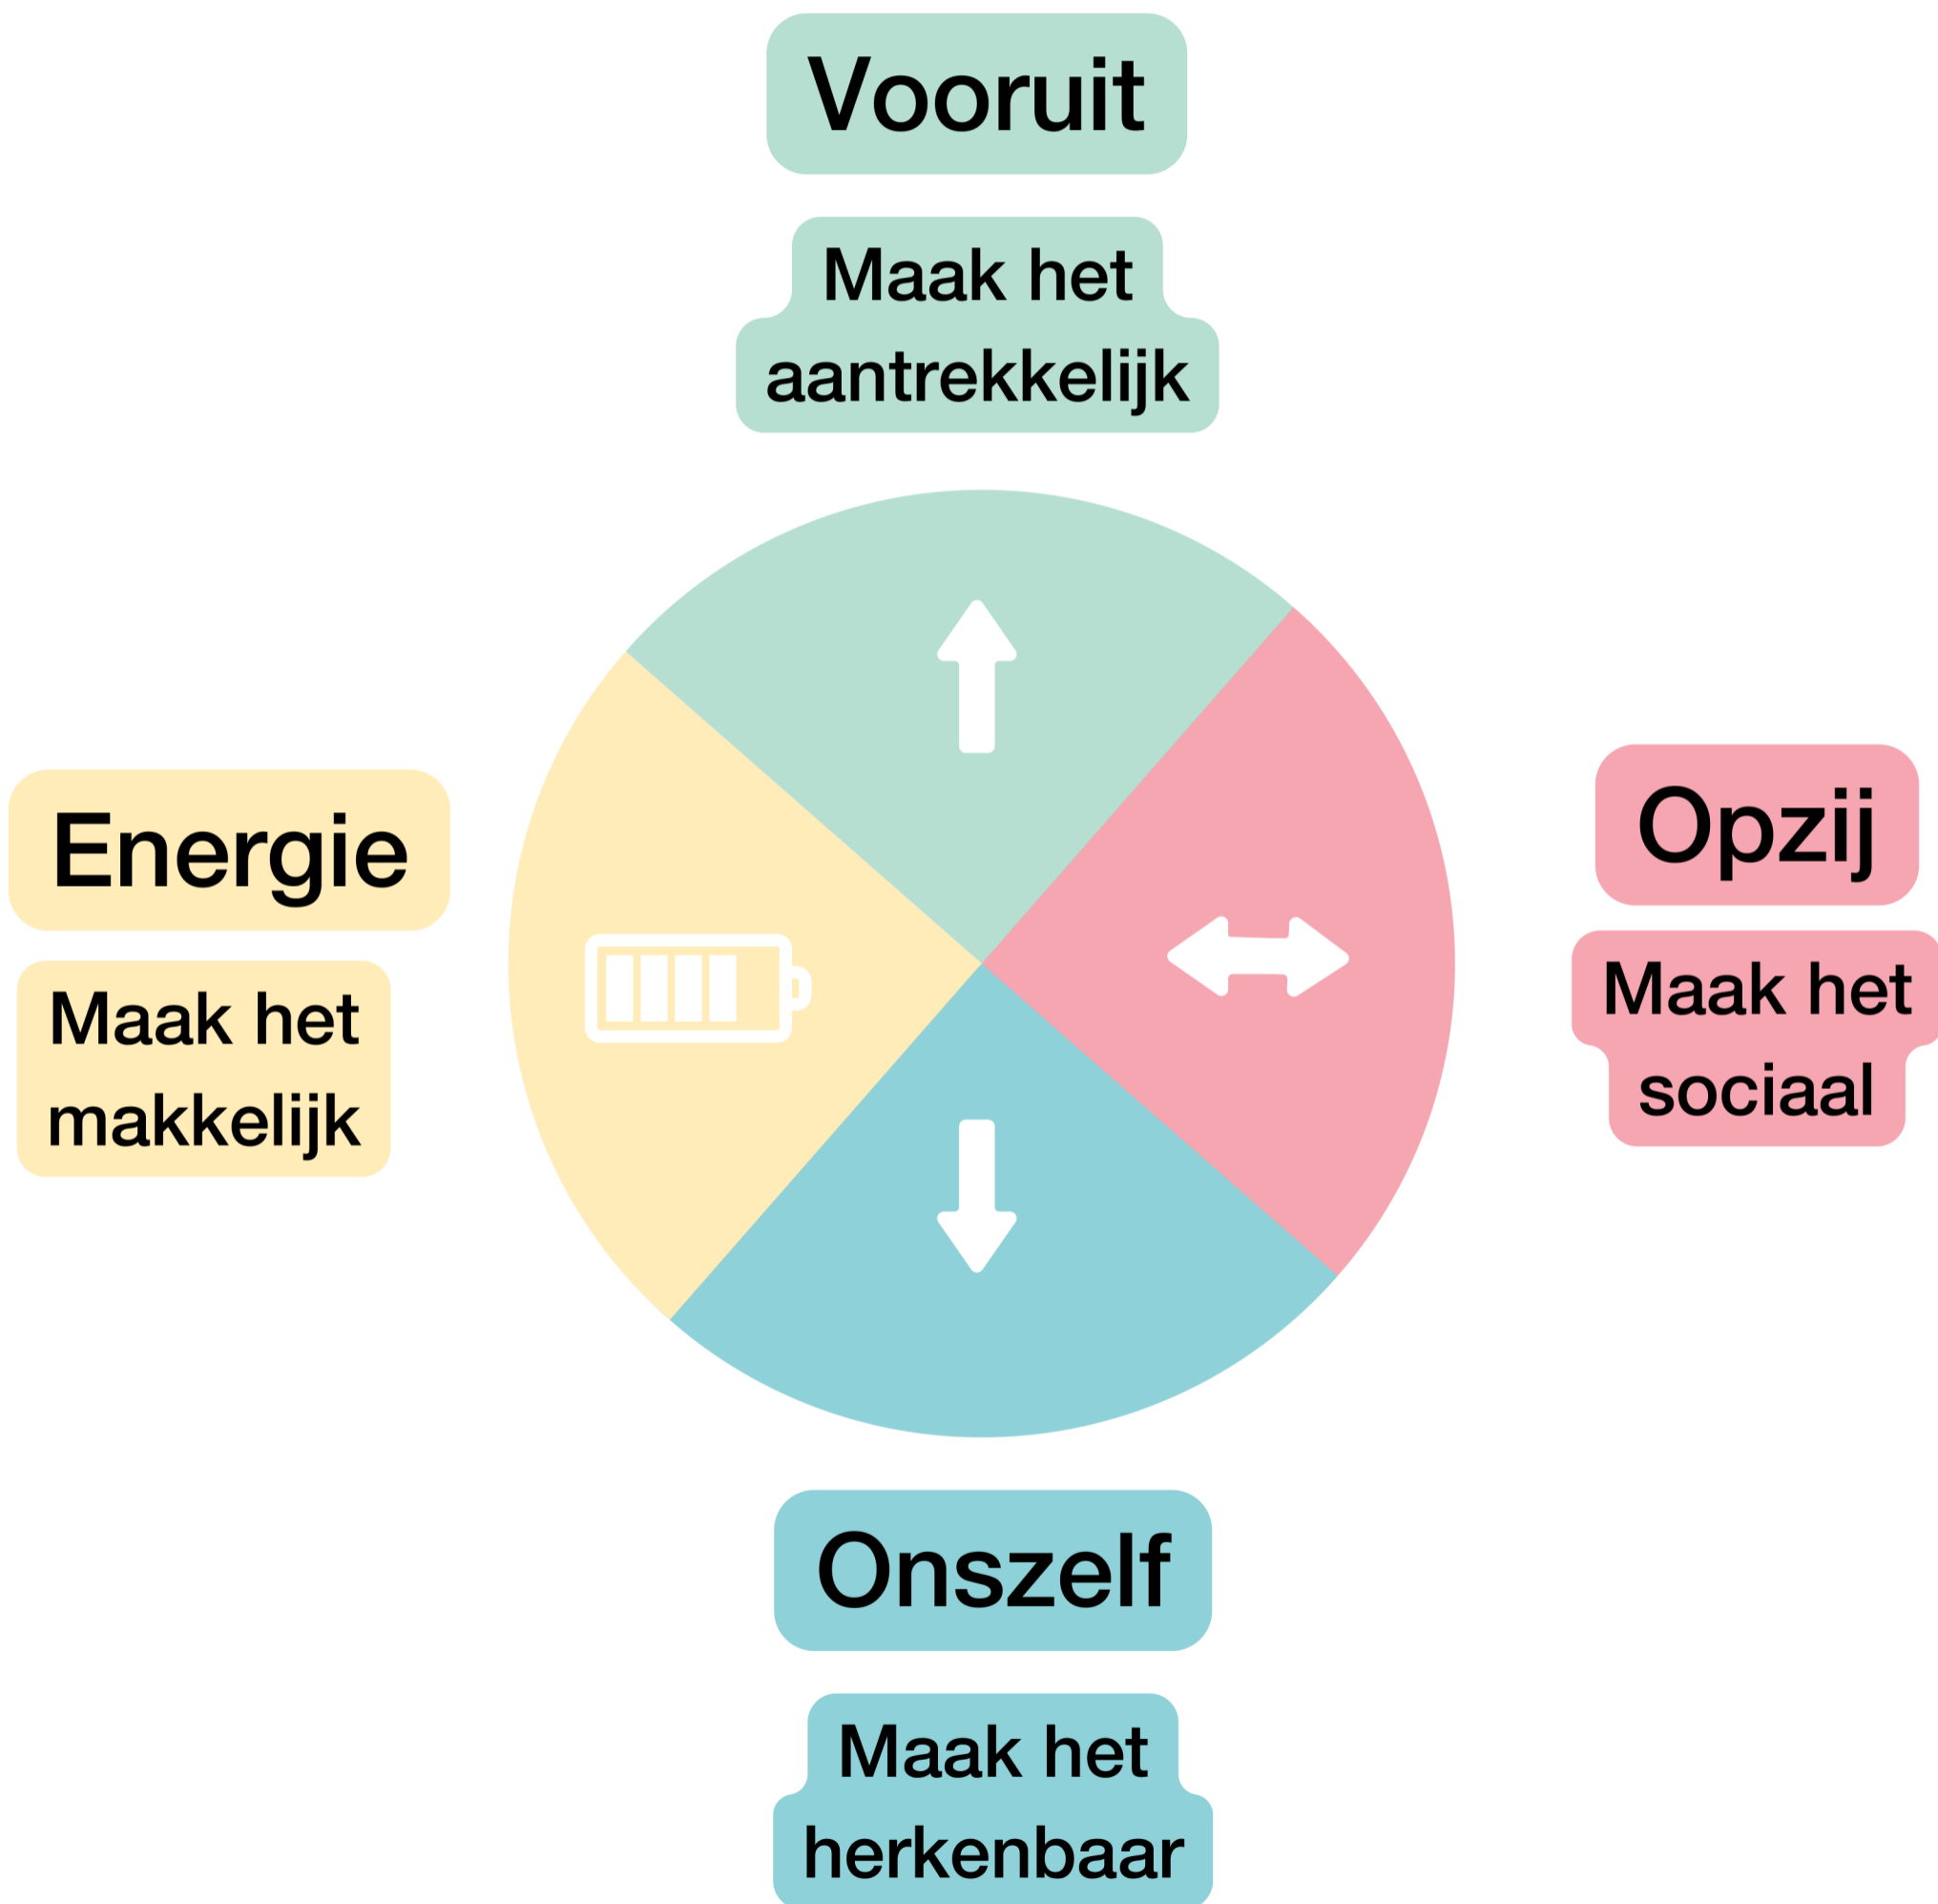 Vooruit
Maak het
aantrekkelijk
Energie
Maak het
makkelijk
Opzij
Maak het
sociaal
Onszelf
Maak het
herkenbaar